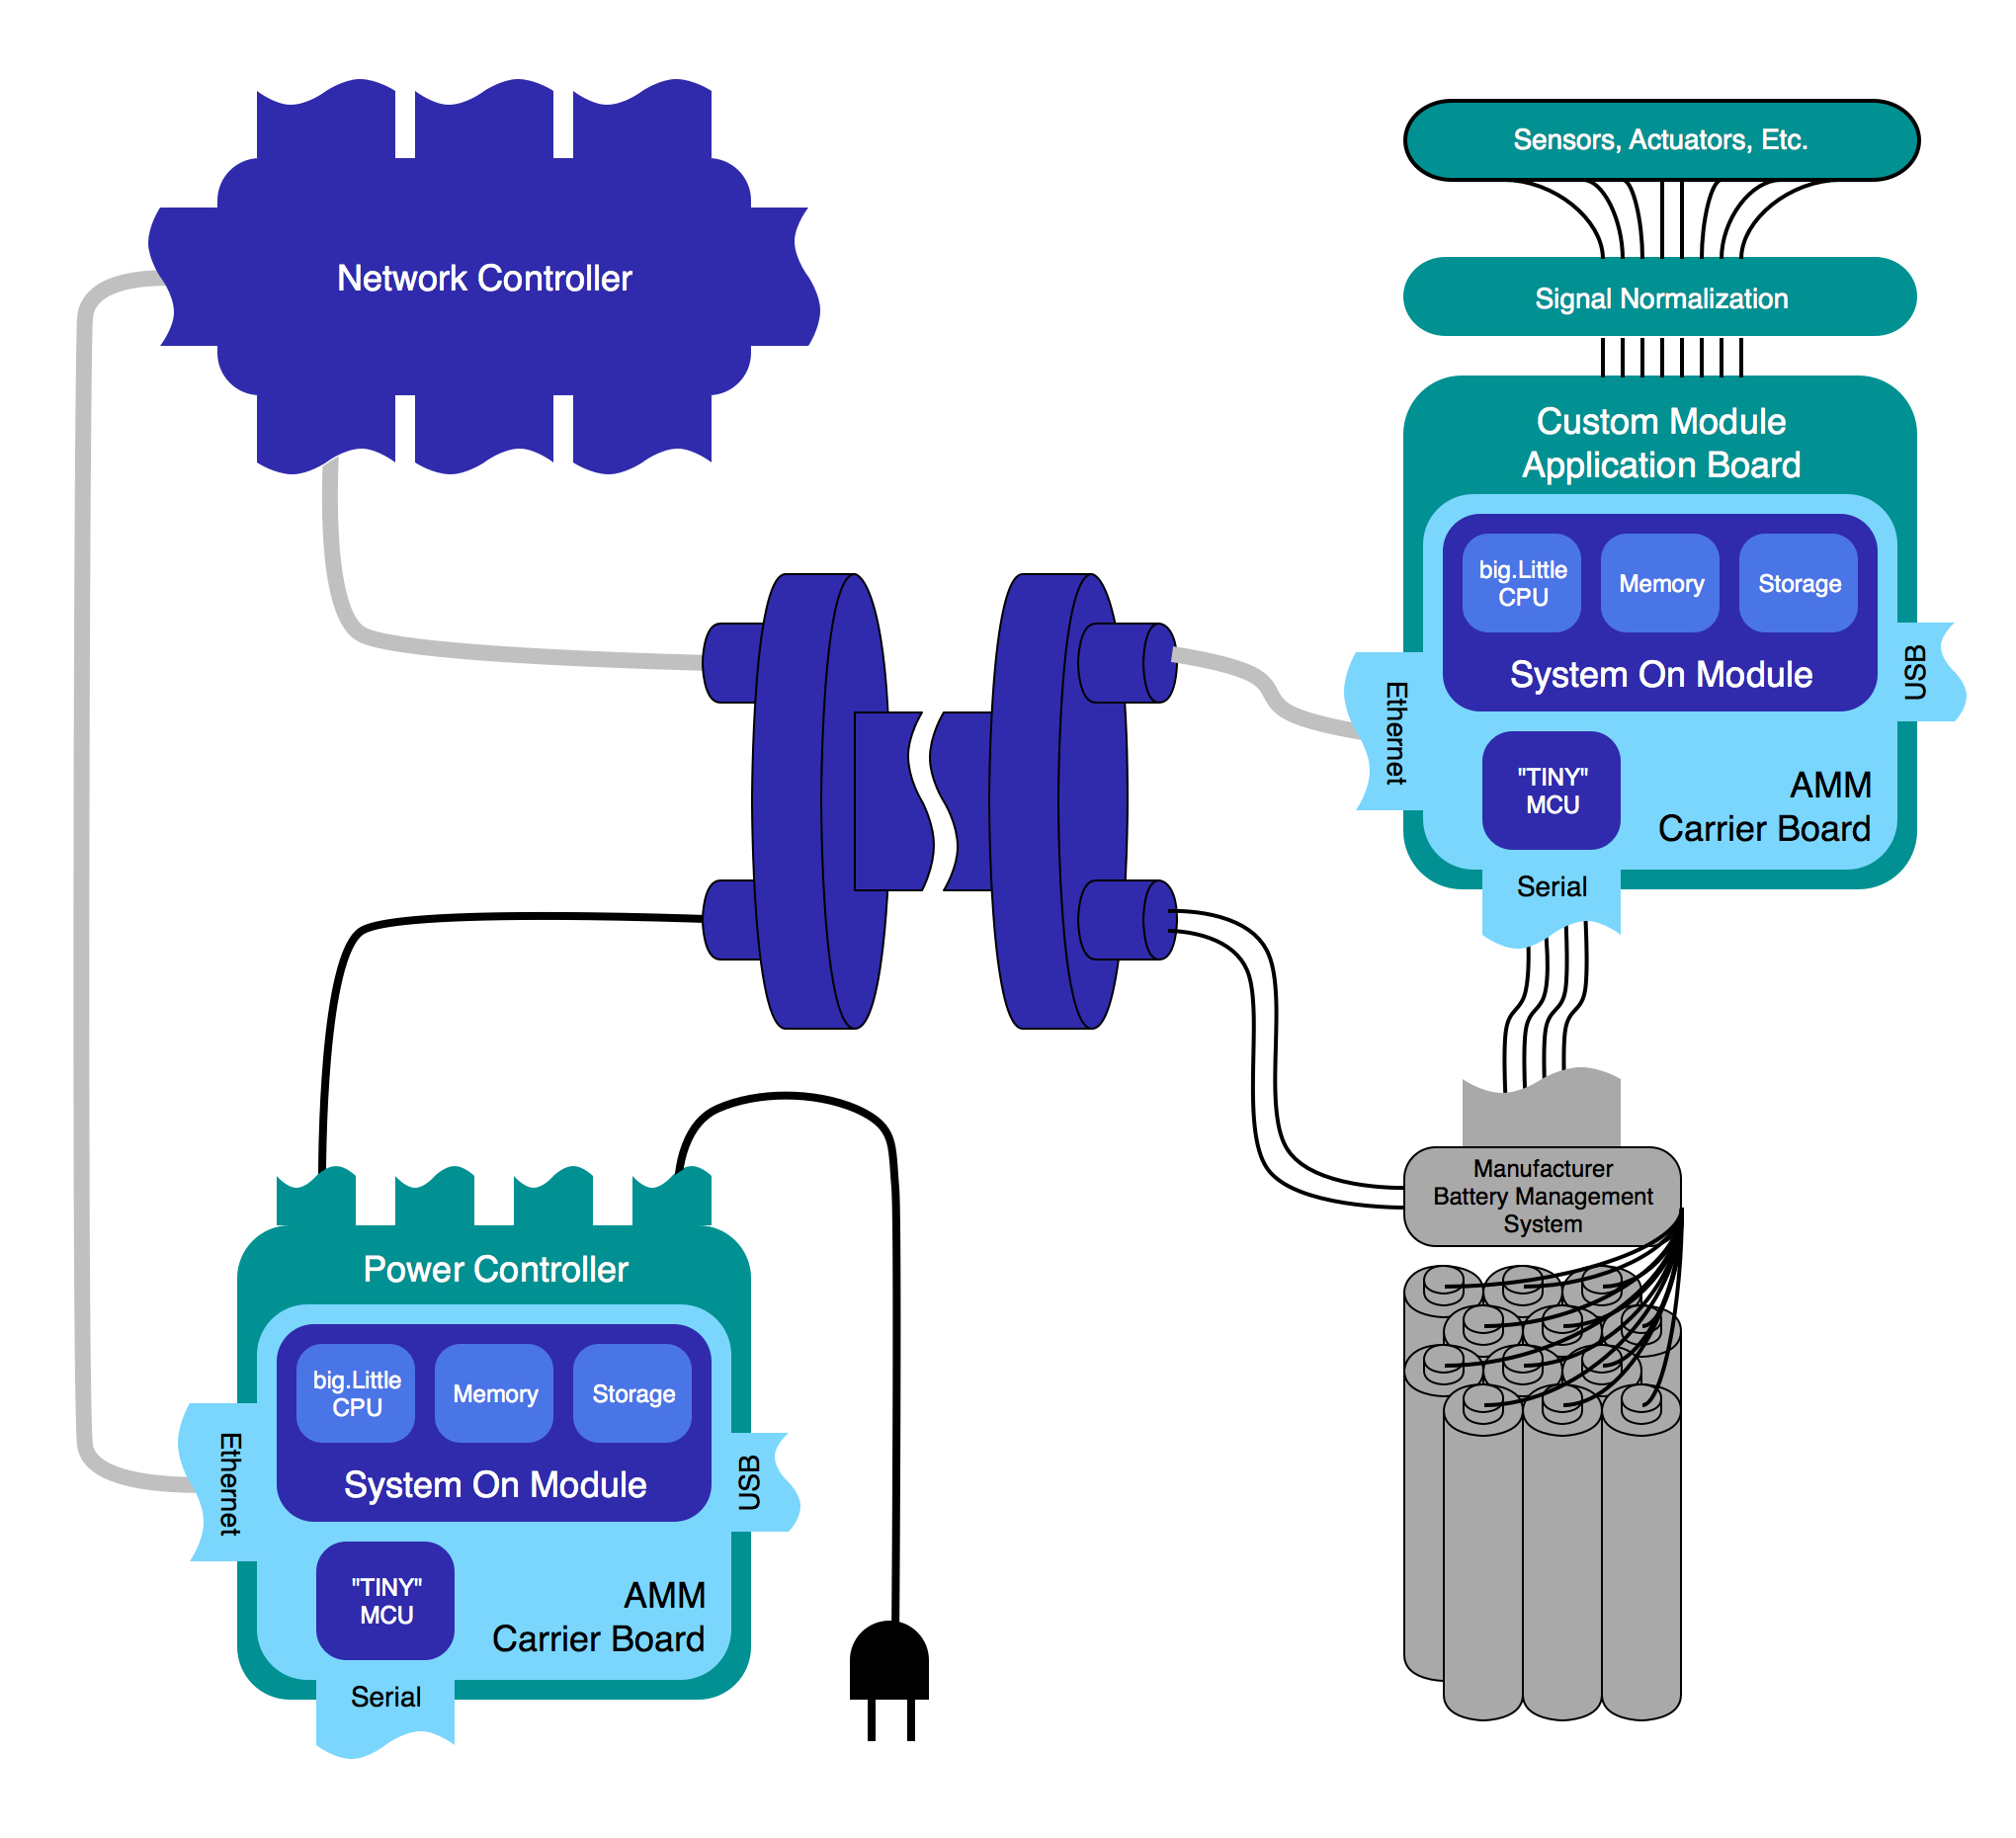 Network Controller
Sensors, Actuators, Etc.
Signal Normalization
Custom Module
Application Board
big.Little
CPU
Memory
Storage
System On Module
Ethernet
USB
"TINY"
MCU
AMM
Carrier Board
Serial
Manufacturer
Battery Management
System
Power Controller
big.Little
CPU
Memory
Storage
System On Module
Ethernet
USB
"TINY"
MCU
AMM
Carrier Board
Serial